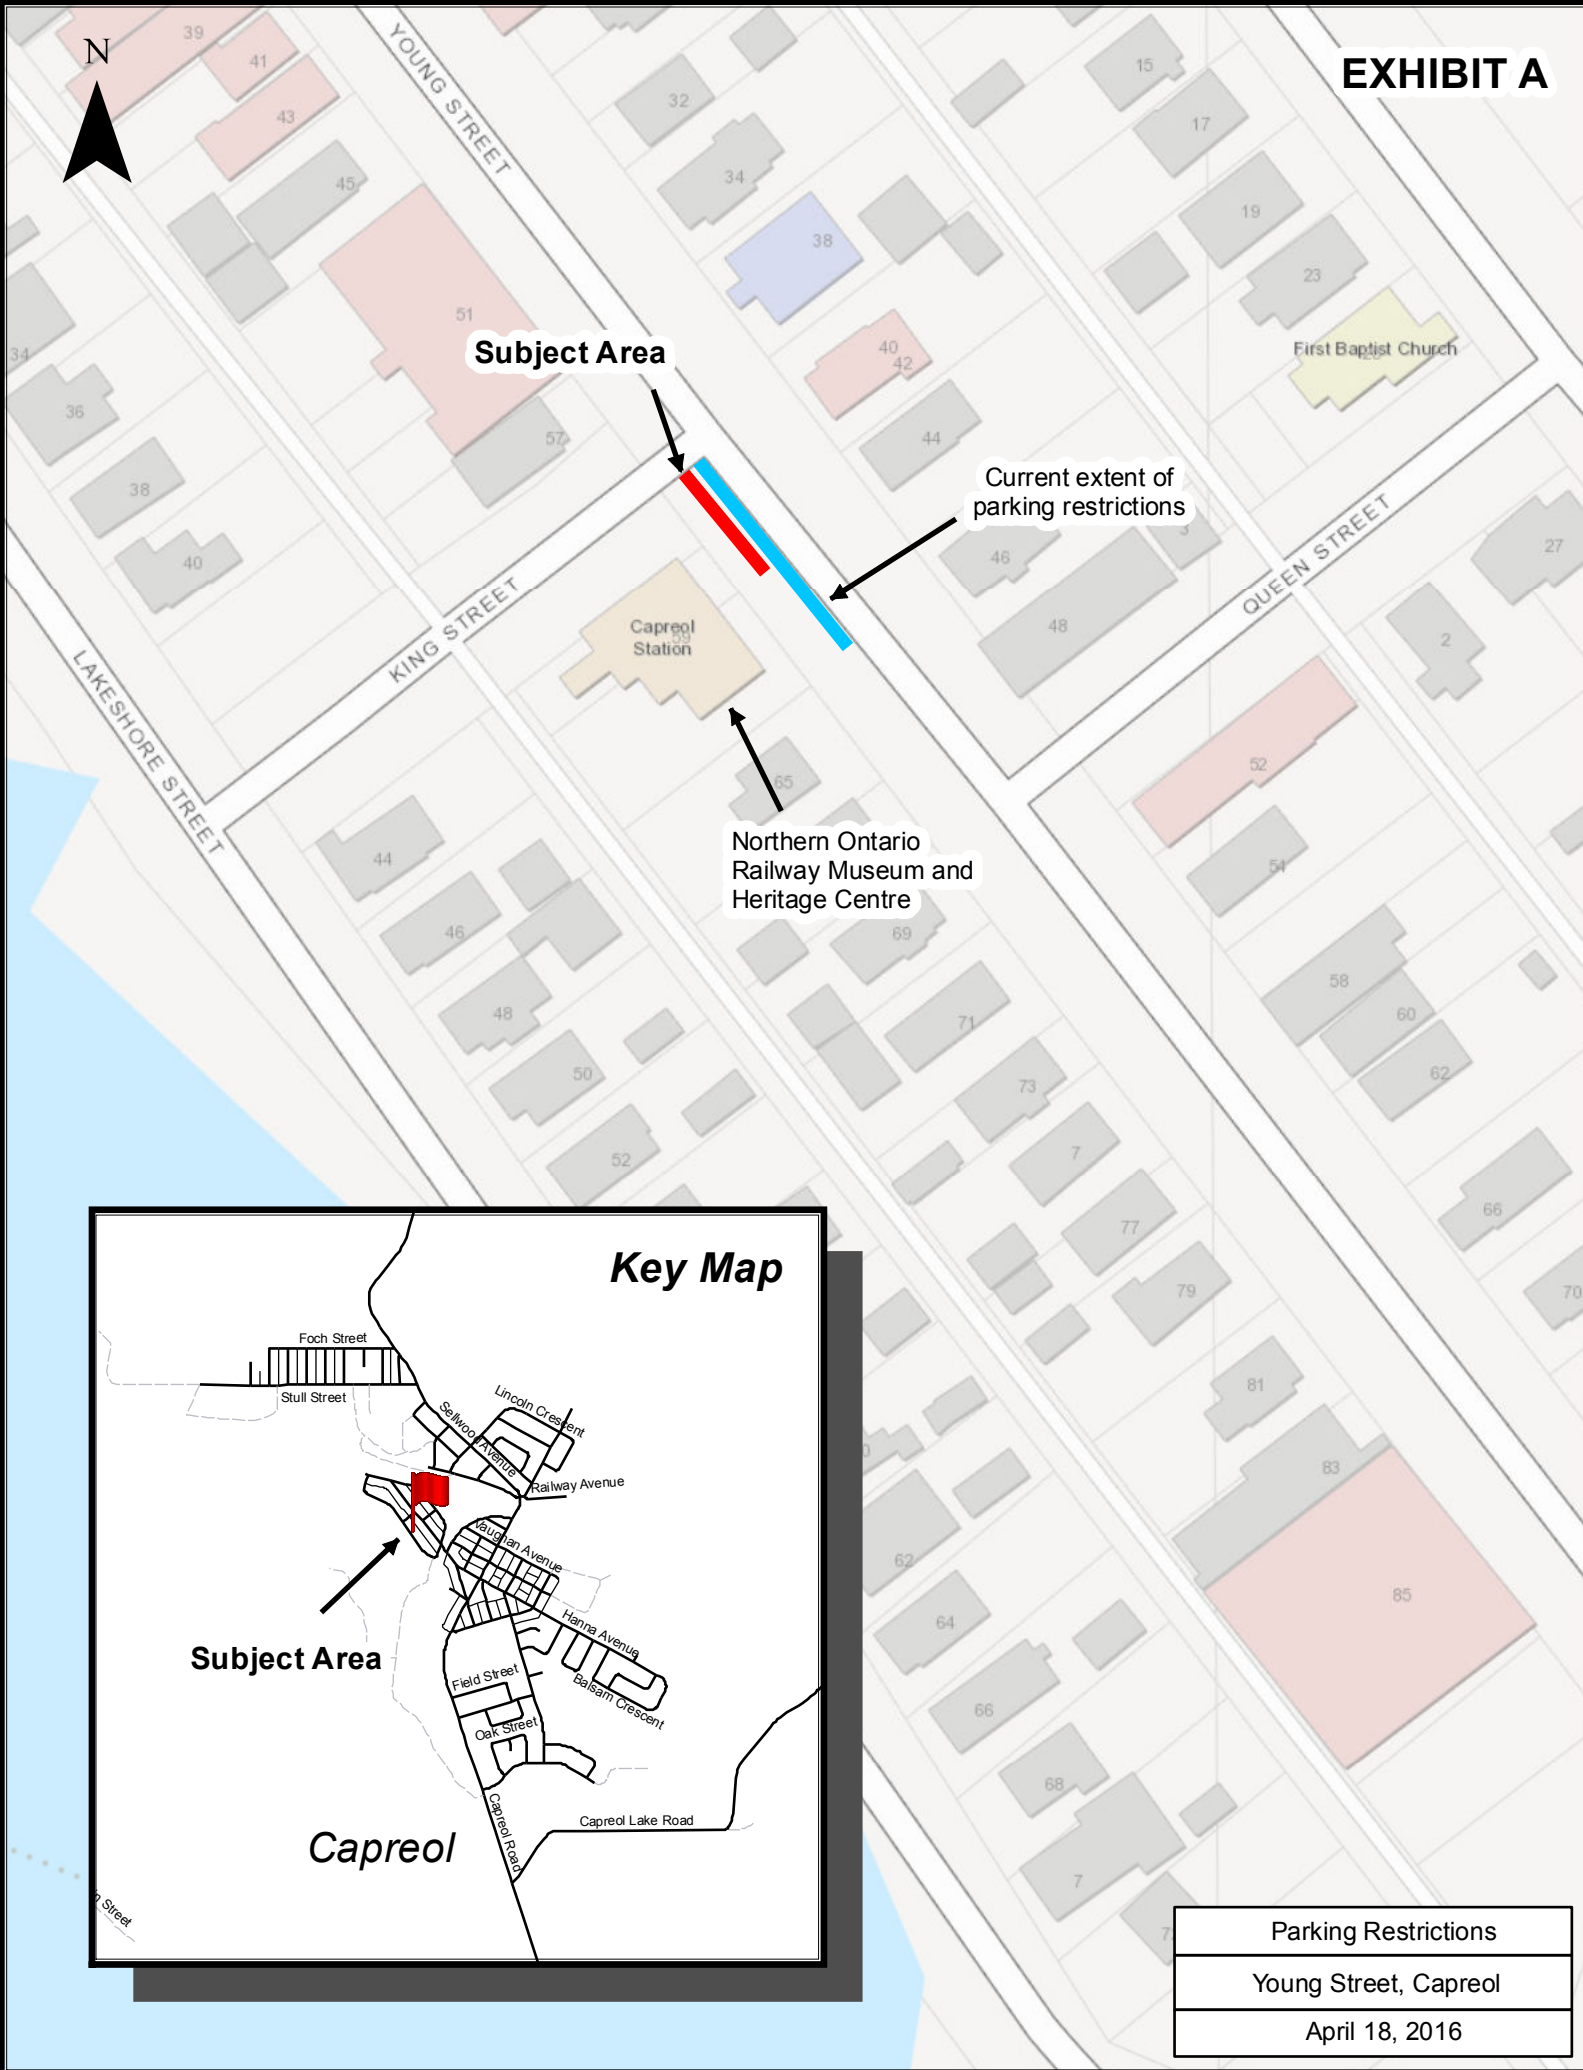 EXHIBIT A
N
YOUNG STREET
39
41
43
45
32
34
38
15
17
19
23
51
40
42
First Baptist Church
Subject Area
34
36
38
40
57
44
Current extent of
parking restrictions
46
48
3
27
2
QUEEN STREET
KING STREET
Capreol
Station
59
LAKESHORE STREET
65
52
54
Northern Ontario
Railway Museum and
Heritage Centre
44
46
48
50
52
69
71
73
7
77
79
81
83
85
58
60
62
66
70
62
64
66
68
7
Key Map
Foch Street
Stull Street
Lincoln Crescent
Sellwood Avenue
Railway Avenue
Vaughan Avenue
Hanna Avenue
Balsam Crescent
Subject Area
Field Street
Oak Street
Capreol Road
Capreol Lake Road
Capreol
Street
Parking Restrictions
Young Street, Capreol
April 18, 2016